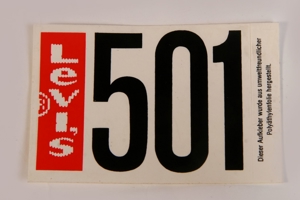 Levi's
501
Dieser Aufkleber wurde aus umweltfreundlicher
Polyäthylenfolie hergestellt.